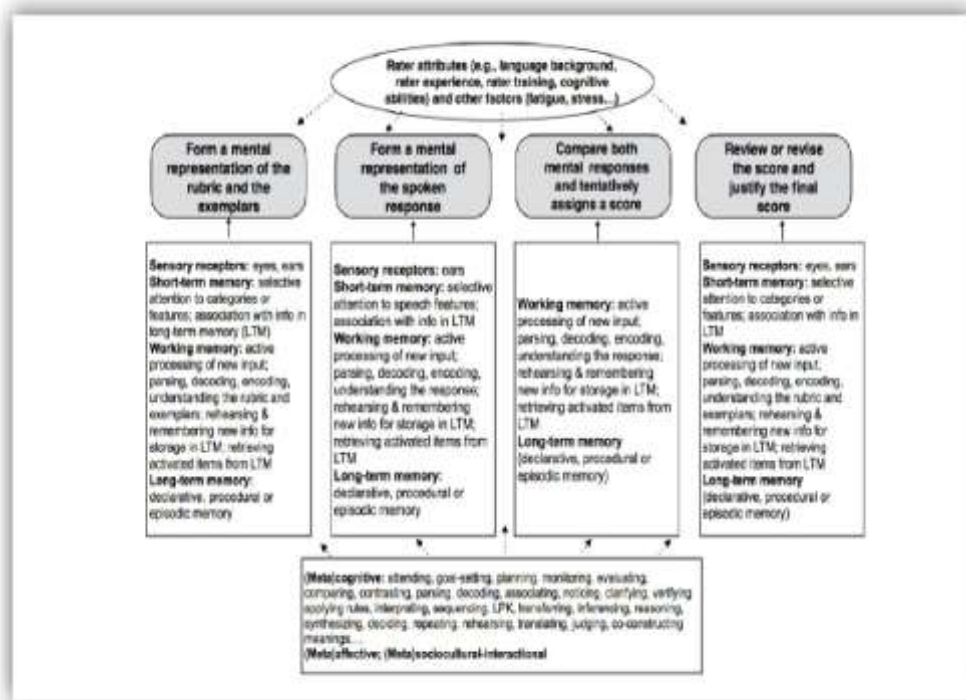 Rater attributes (e.g., language background,
rater experience, rater training, cognitive
abilities) and other factors (fatigue, stress...)
Form a mental
representation of the
rubric and the
exemplars
Form a mental
representation of
the spoken
response
Compare both
mental responses
and tentatively
assigns a score
Review or revise
the score and
justify the final
score
Sensory receptors: eyes, ears
Short-term memory: selective
attention to categories or
features; association with info in
long-term memory (LTM)
Working memory: active
processing of new input;
parsing, decoding, encoding,
understanding the rubric and
exemplars; rehearsing &
remembering new info for
storage in LTM; retrieving
activated items from LTM
Long-term memory:
declarative, procedural or
episodic memory
Sensory receptors: ears
Short-term memory: selective
attention to speech features;
association with info in LTM
Working memory: active
processing of new input;
parsing, decoding, encoding,
understanding the response;
rehearsing & remembering
new info for storage in LTM;
retrieving activated items from
LTM
Long-term memory:
declarative, procedural or
episodic memory
Working memory: active
processing of new input;
parsing, decoding, encoding,
understanding the response;
rehearsing & remembering
new info for storage in LTM;
retrieving activated items from
LTM
Long-term memory
(declarative, procedural or
episodic memory)
Sensory receptors: eyes, ears
Short-term memory: selective
attention to categories or
features; association with info in
LTM
Working memory: active
processing of new input;
parsing, decoding, encoding,
understanding the rubric and
exemplars; rehearsing &
remembering new info for
storage in LTM; retrieving
activated items from LTM
Long-term memory
(declarative, procedural or
episodic memory)
(Meta)cognitive: attending, goal-setting, planning, monitoring, evaluating,
comparing, contrasting, parsing, decoding, associating, noticing, clarifying, verifying
applying rules, interpreting, sequencing, LPK, transferring, inferencing, reasoning,
synthesizing, deciding, repeating, rehearsing, translating, judging, co-constructing
meanings...
(Meta)affective; (Meta)sociocultural-interactional